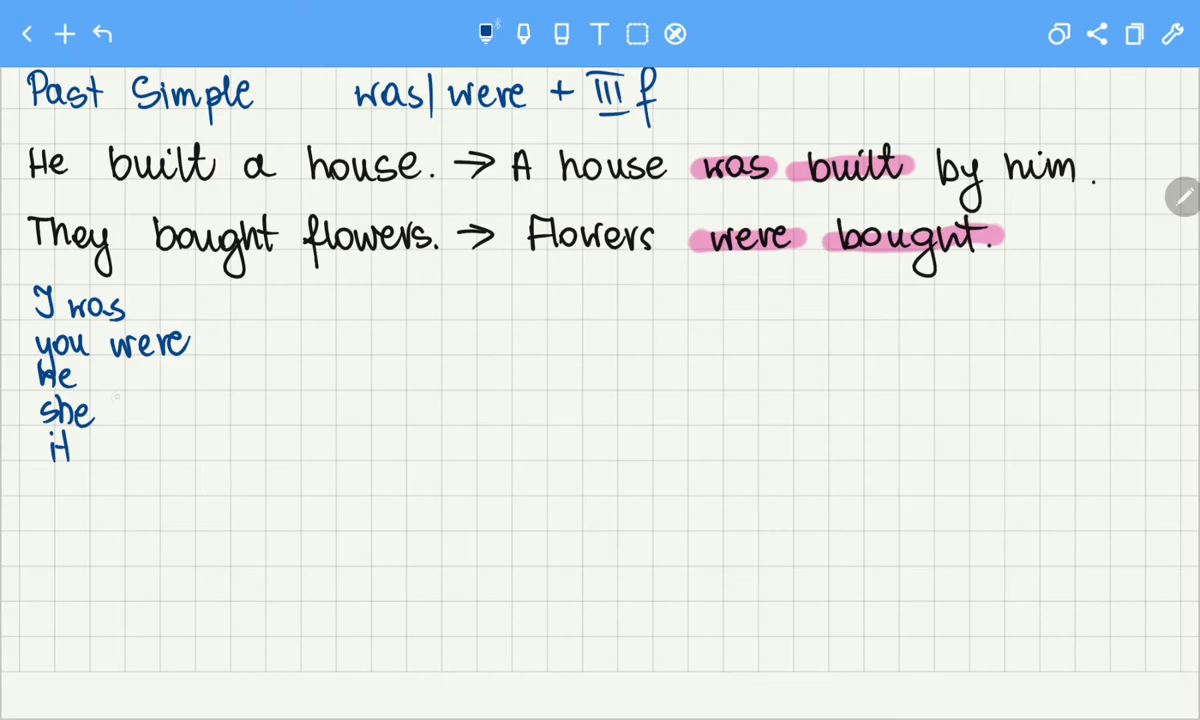 Past Simple was/were + III f
He built a house. → A house was built by him.
They bought flowers. → Flowers were bought.
I was
you were
He
she
it